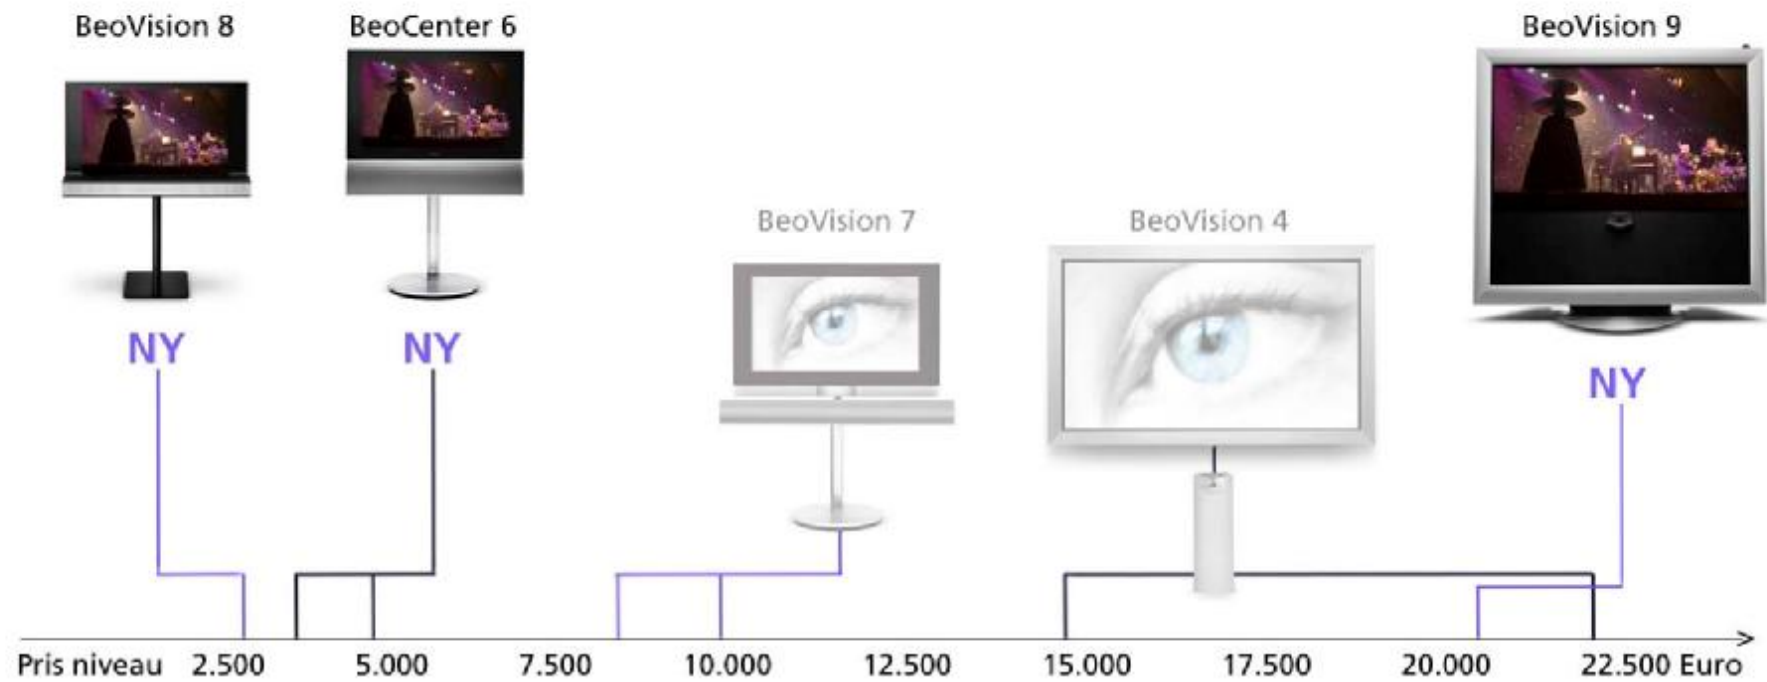 BeoVision 8
BeoCenter 6
BeoVision 9
BeoVision 7
BeoVision 4
NY
NY
NY
Pris niveau 2.500 5.000 7.500 10.000 12.500 15.000 17.500 20.000 22.500 Euro